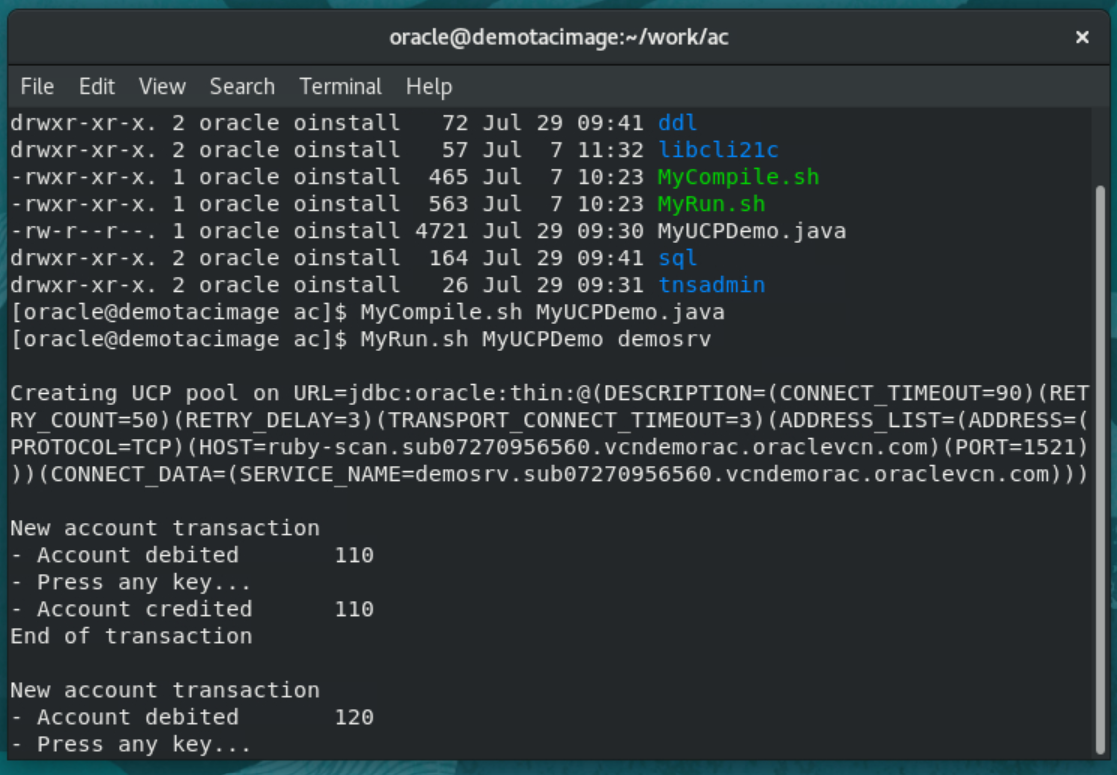 oracle@demotacimage:~/work/ac ×
File Edit View Search Terminal Help
drwxr-xr-x. 2 oracle oinstall   72 Jul 29 09:41 ddl
drwxr-xr-x. 2 oracle oinstall   57 Jul  7 11:32 libcli21c
-rwxr-xr-x. 1 oracle oinstall  465 Jul  7 10:23 MyCompile.sh
-rwxr-xr-x. 1 oracle oinstall  563 Jul  7 10:23 MyRun.sh
-rw-r--r--. 1 oracle oinstall 4721 Jul 29 09:30 MyUCPDemo.java
drwxr-xr-x. 2 oracle oinstall  164 Jul 29 09:41 sql
drwxr-xr-x. 2 oracle oinstall   26 Jul 29 09:31 tnsadmin
[oracle@demotacimage ac]$ MyCompile.sh MyUCPDemo.java
[oracle@demotacimage ac]$ MyRun.sh MyUCPDemo demosrv
Creating UCP pool on URL=jdbc:oracle:thin:@(DESCRIPTION=(CONNECT_TIMEOUT=90)(RET
RY_COUNT=50)(RETRY_DELAY=3)(TRANSPORT_CONNECT_TIMEOUT=3)(ADDRESS_LIST=(ADDRESS=(
PROTOCOL=TCP)(HOST=ruby-scan.sub07270956560.vcndemorac.oraclevcn.com)(PORT=1521)
))(CONNECT_DATA=(SERVICE_NAME=demosrv.sub07270956560.vcndemorac.oraclevcn.com)))
New account transaction
- Account debited       110
- Press any key...
- Account credited      110
End of transaction
New account transaction
- Account debited       120
- Press any key...